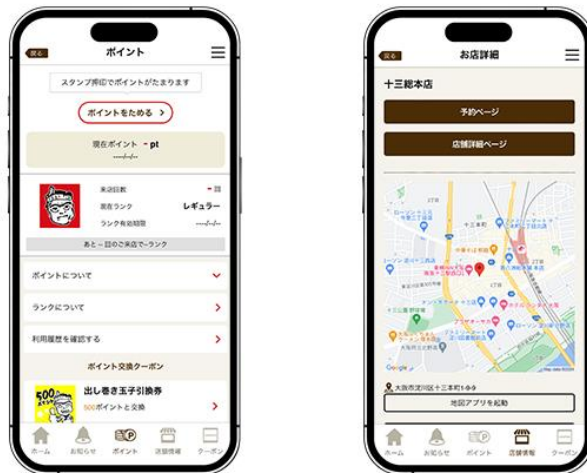 戻る
ポイント
スタンプ押印でポイントがたまります
ポイントをためる >
現在ポイント - pt
----/--/--
来店回数 - 回
現在ランク レギュラー
ランク有効期限 ----/--/--
あと -- 回のご来店で--ランク
ポイントについて
ランクについて
利用履歴を確認する
ポイント交換クーポン
500
出し巻き玉子引換券
500ポイントと交換
ホーム
お知らせ
ポイント
店舗情報
クーポン
戻る
お店詳細
十三総本店
予約ページ
店舗詳細ページ
十三本町
Google
大阪市淀川区十三本町1-9-9
地図アプリを起動
ホーム
お知らせ
ポイント
店舗情報
クーポン